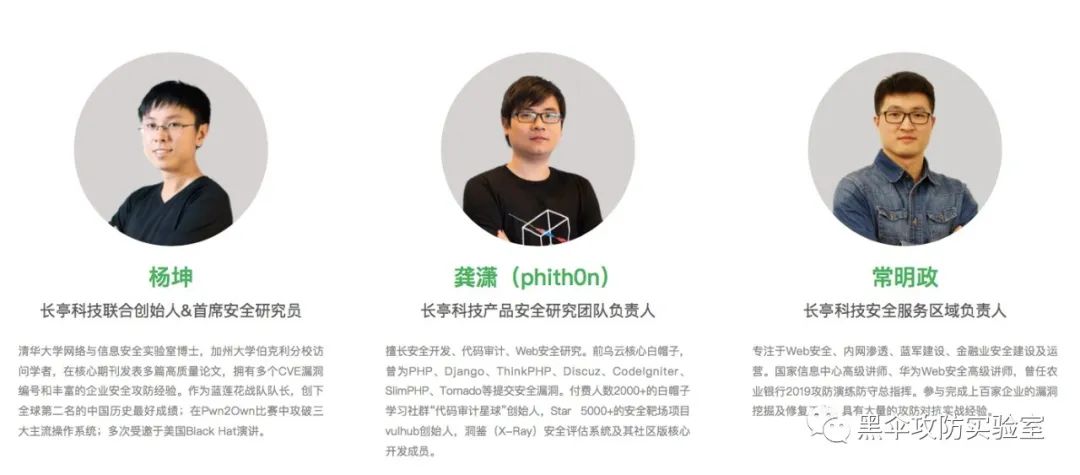 杨坤
长亭科技联合创始人&首席安全研究员
清华大学网络与信息安全实验室博士，加州大学伯克利分校访
问学者，在核心期刊发表多篇高质量论文，拥有多个CVE漏洞
编号和丰富的企业安全攻防经验。作为蓝莲花战队队长，创下
全球第二名的中国历史最好成绩；在Pwn2Own比赛中攻破三
大主流操作系统；多次受邀于美国Black Hat演讲。
龚潇（phith0n）
长亭科技产品安全研究团队负责人
擅长安全开发、代码审计、Web安全研究。前乌云核心白帽子，
曾为PHP、Django、ThinkPHP、Discuz、CodeIgniter、
SlimPHP、Tornado等提交安全漏洞。付费人数2000+的白帽子
学习社群“代码审计星球”创始人，Star 5000+的安全靶场项目
vulhub创始人，洞鉴（X-Ray）安全评估系统及其社区版核心
开发成员。
常明政
长亭科技安全服务区域负责人
专注于Web安全、内网渗透、蓝军建设、金融业安全建设及运
营。国家信息中心高级讲师、华为Web安全高级讲师，曾任农
业银行2019攻防演练防守总指挥。参与完成上百家企业的漏洞
挖掘及修复，具有大量的攻防对抗实战经验。
黑伞攻防实验室